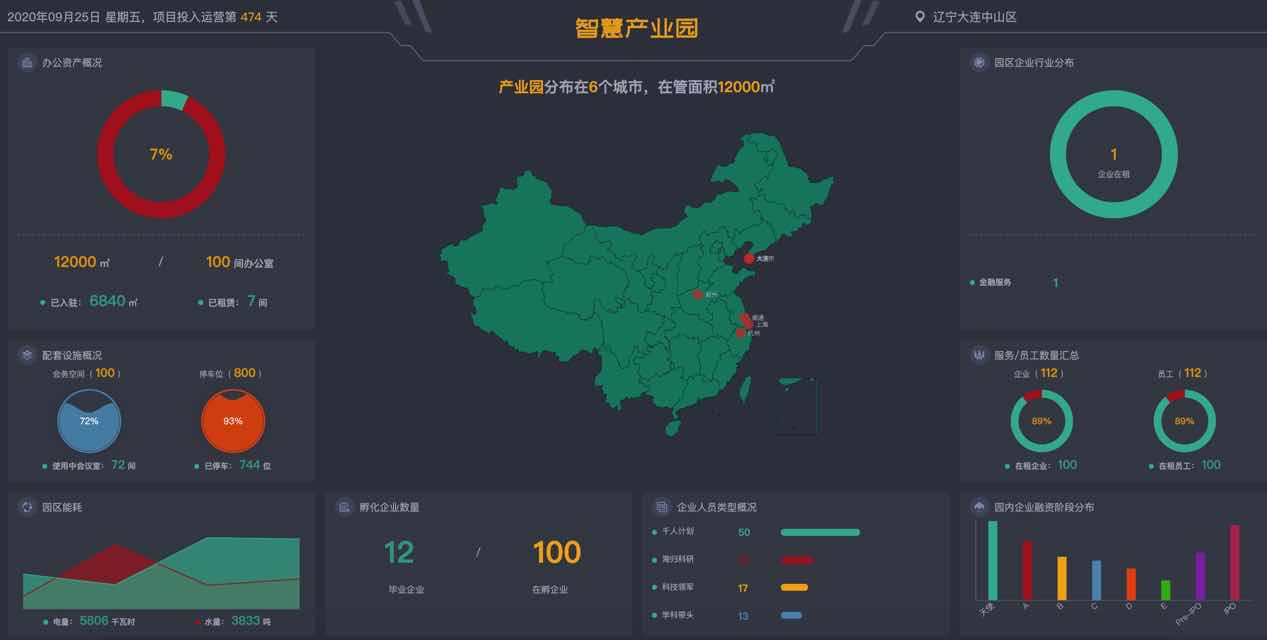 2020年09月25日 星期五，项目投入运营第 474 天
智慧产业园
辽宁大连中山区
产业园分布在6个城市，在管面积12000㎡
办公资产概况
7%
12000 ㎡ / 100 间办公室
已入驻： 6840 ㎡ 已租赁： 7 间
配套设施概况
会务空间（ 100 ） 停车位（ 800 ）
72% 93%
使用中会议室： 72 间 已停车： 744 位
园区能耗
电量： 5806 千瓦时 水量： 3833 吨
郑州
南通
上海
杭州
孵化企业数量
12 / 100
毕业企业 在孵企业
企业人员类型概况
千人计划 50
海归科研
科技领军 17
学科带头 13
园区企业行业分布
1
企业在租
金融服务 1
服务/员工数量汇总
企业（ 112 ） 员工（ 112 ）
89% 89%
在租企业： 100 在租员工： 100
园内企业融资阶段分布
天使 A B C D E Pre-IPO IPO